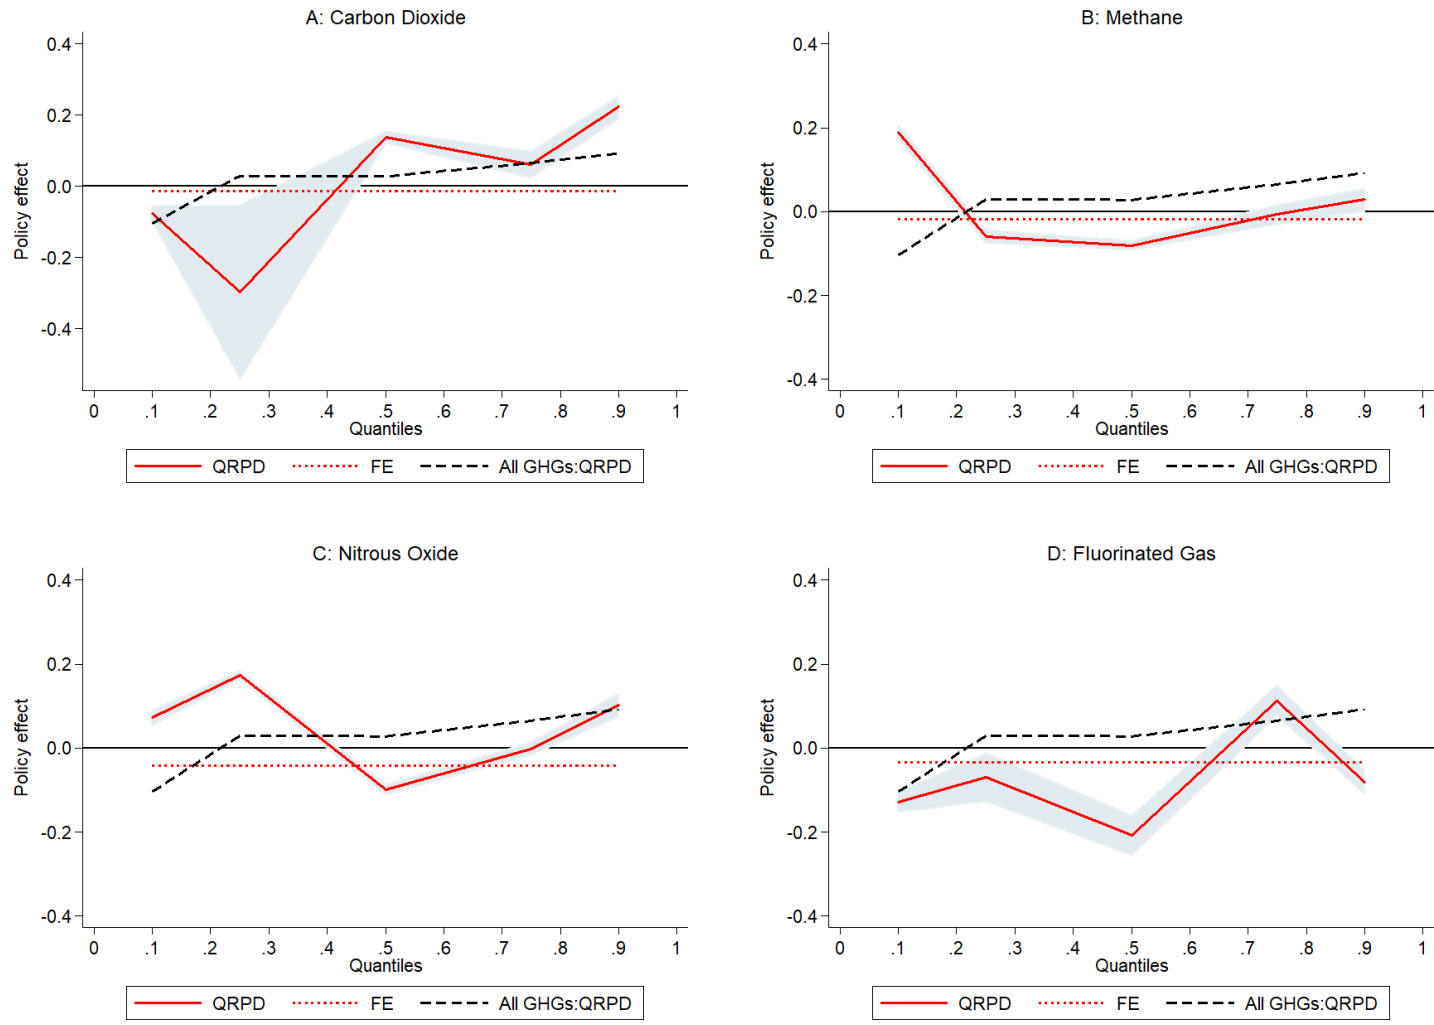 A: Carbon Dioxide
Policy effect
0.4
0.2
0.0
-0.2
-0.4
0 .1 .2 .3 .4 .5 .6 .7 .8 .9 1
Quantiles
QRPD FE All GHGs:QRPD
B: Methane
Policy effect
0.4
0.2
0.0
-0.2
-0.4
0 .1 .2 .3 .4 .5 .6 .7 .8 .9 1
Quantiles
QRPD FE All GHGs:QRPD
C: Nitrous Oxide
Policy effect
0.4
0.2
0.0
-0.2
-0.4
0 .1 .2 .3 .4 .5 .6 .7 .8 .9 1
Quantiles
QRPD FE All GHGs:QRPD
D: Fluorinated Gas
Policy effect
0.4
0.2
0.0
-0.2
-0.4
0 .1 .2 .3 .4 .5 .6 .7 .8 .9 1
Quantiles
QRPD FE All GHGs:QRPD